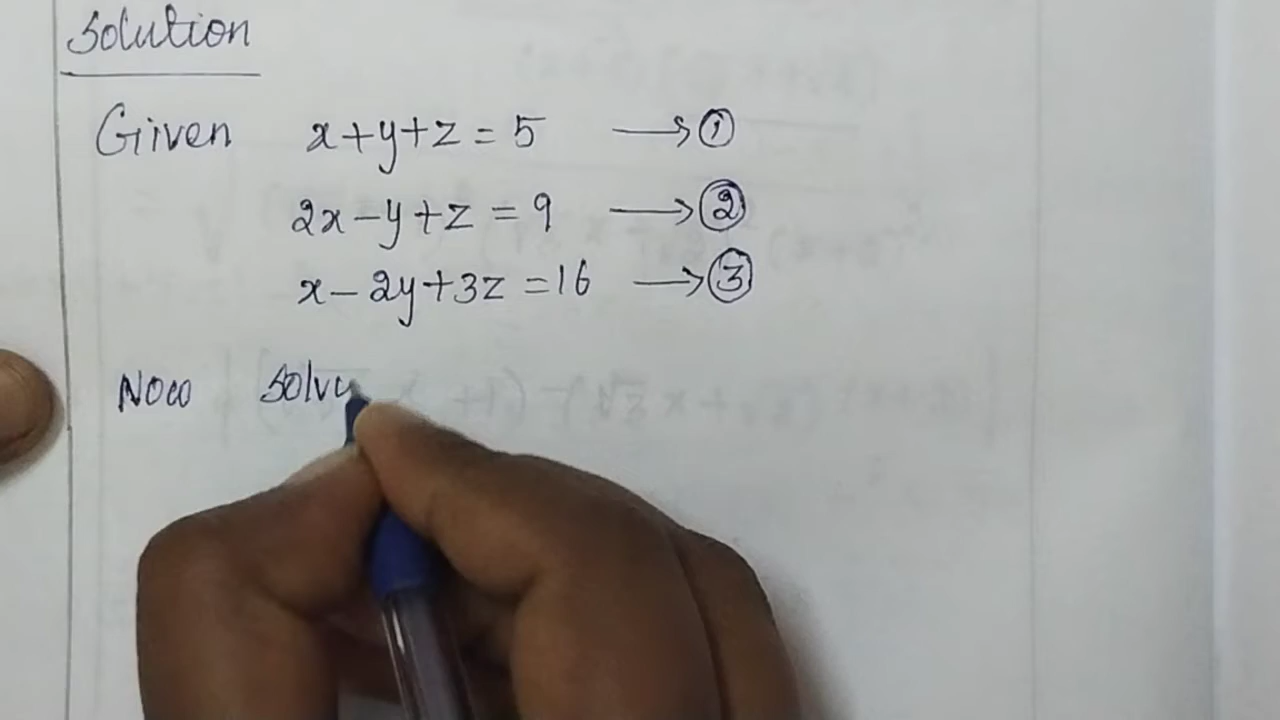 Solution
Given x+y+z = 5 → ①
2x-y+z = 9 → ②
x-2y+3z = 16 → ③
Now